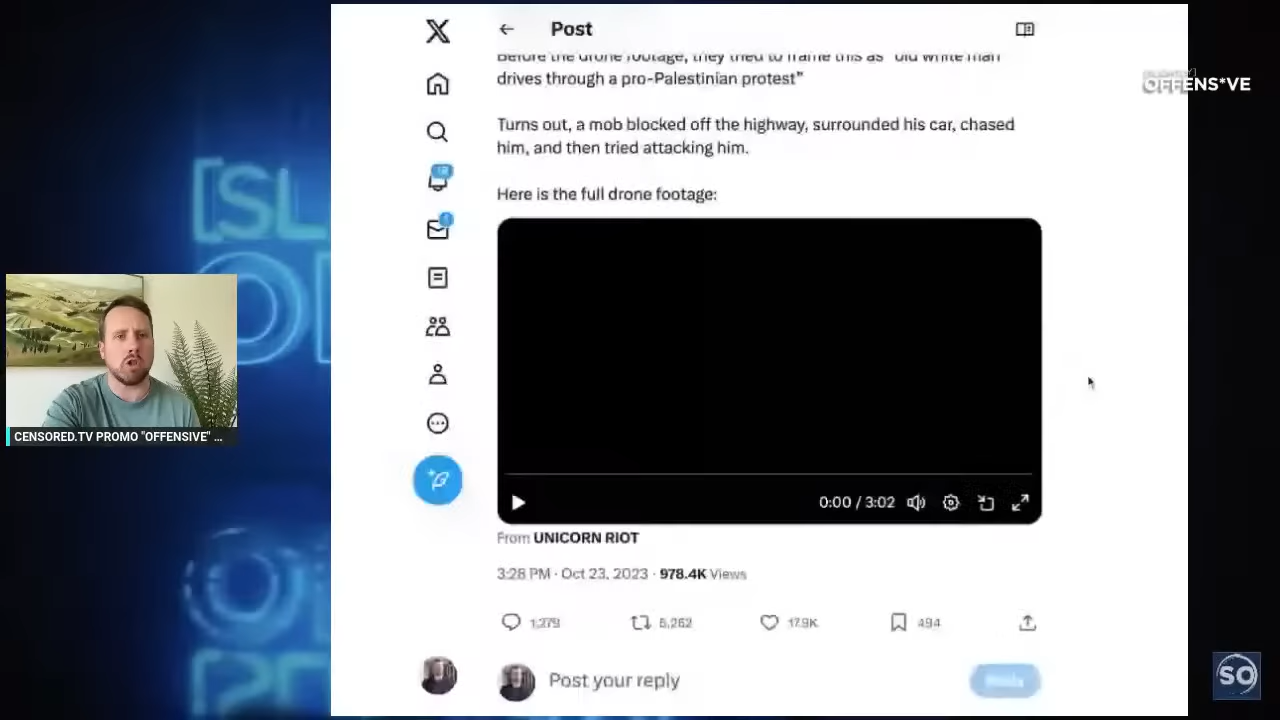 Post
[SLIGHTLY]
OFFENS*VE
Before the drone footage, they tried to frame this as "old white man
drives through a pro-Palestinian protest”
Turns out, a mob blocked off the highway, surrounded his car, chased
him, and then tried attacking him.
Here is the full drone footage:
[SL
CENSORED.TV PROMO "OFFENSIVE" ...
0:00 / 3:02
From UNICORN RIOT
3:28 PM · Oct 23, 2023 · 978.4K Views
1,279 5,262 17.9K 494
Post your reply
Reply
SO